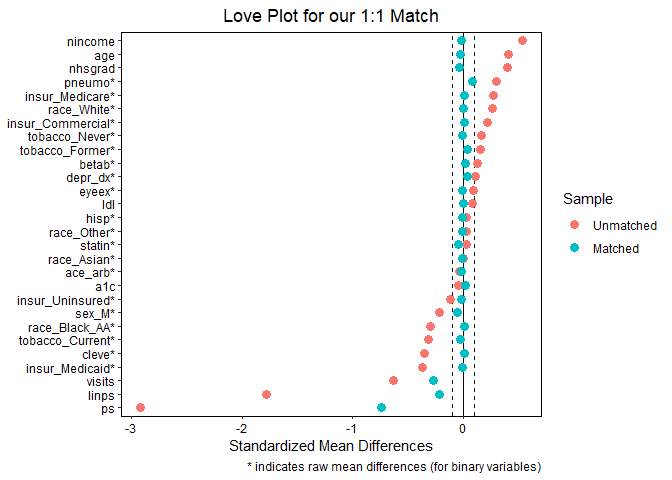 Love Plot for our 1:1 Match
nincome
age
nhsgrad
pneumo*
insur_Medicare*
race_White*
insur_Commercial*
tobacco_Never*
tobacco_Former*
betab*
depr_dx*
eyeex*
ldl
hisp*
race_Other*
statin*
race_Asian*
ace_arb*
a1c
insur_Uninsured*
sex_M*
race_Black_AA*
tobacco_Current*
cleve*
insur_Medicaid*
visits
linps
ps
-3 -2 -1 0
Standardized Mean Differences
* indicates raw mean differences (for binary variables)
Sample
Unmatched
Matched